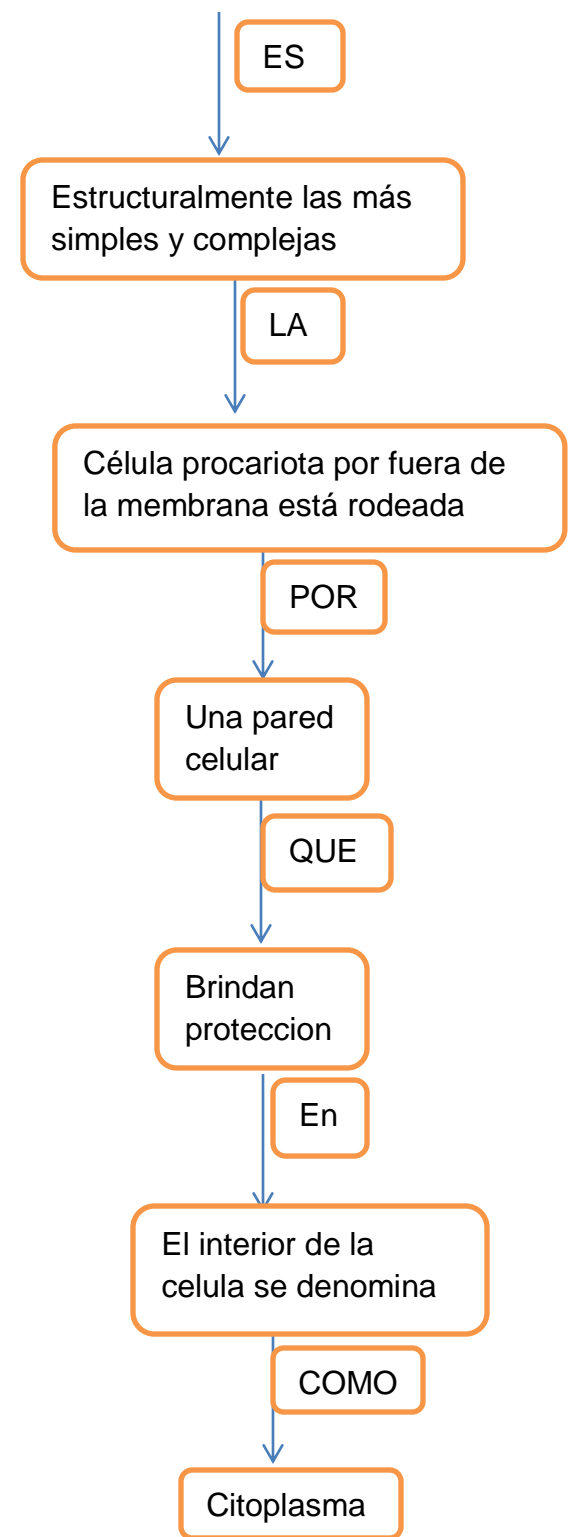 ES
Estructuralmente las más
simples y complejas
LA
Célula procariota por fuera de
la membrana está rodeada
POR
Una pared
celular
QUE
Brindan
proteccion
En
El interior de la
celula se denomina
COMO
Citoplasma